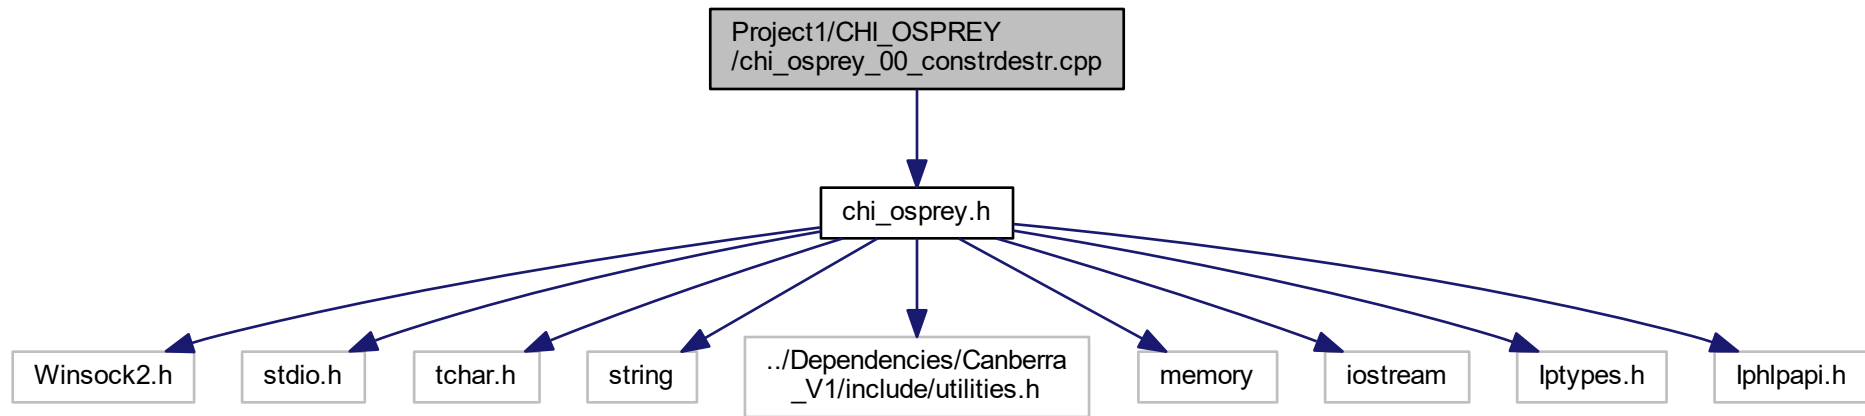 Project1/CHI_OSPREY
/chi_osprey_00_constrdestr.cpp
chi_osprey.h
Winsock2.h
stdio.h
tchar.h
string
../Dependencies/Canberra
_V1/include/utilities.h
memory
iostream
Iptypes.h
Iphlpapi.h